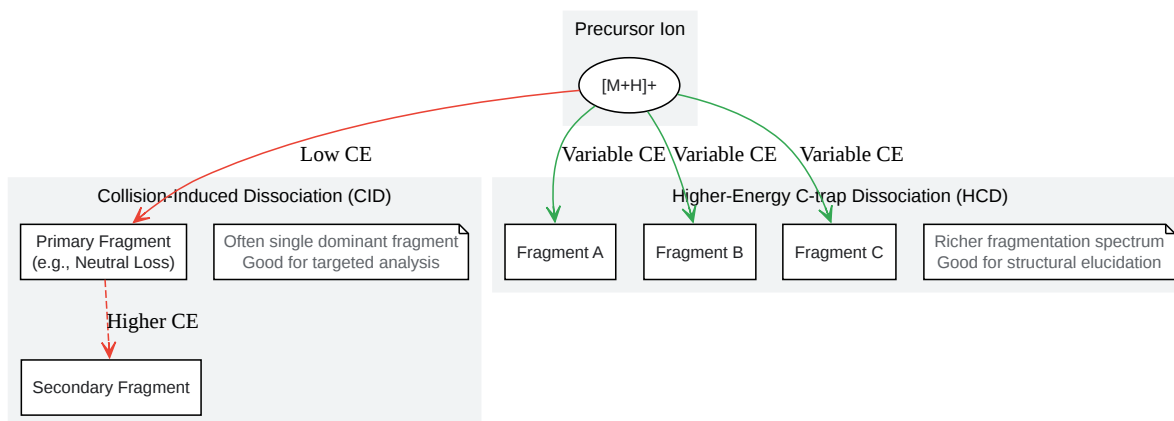 Precursor Ion
[M+H]+
Low CE
Variable CE
Variable CE
Variable CE
Collision-Induced Dissociation (CID)
Primary Fragment
(e.g., Neutral Loss)
Often single dominant fragment
Good for targeted analysis
Higher CE
Secondary Fragment
Higher-Energy C-trap Dissociation (HCD)
Fragment A
Fragment B
Fragment C
Richer fragmentation spectrum
Good for structural elucidation